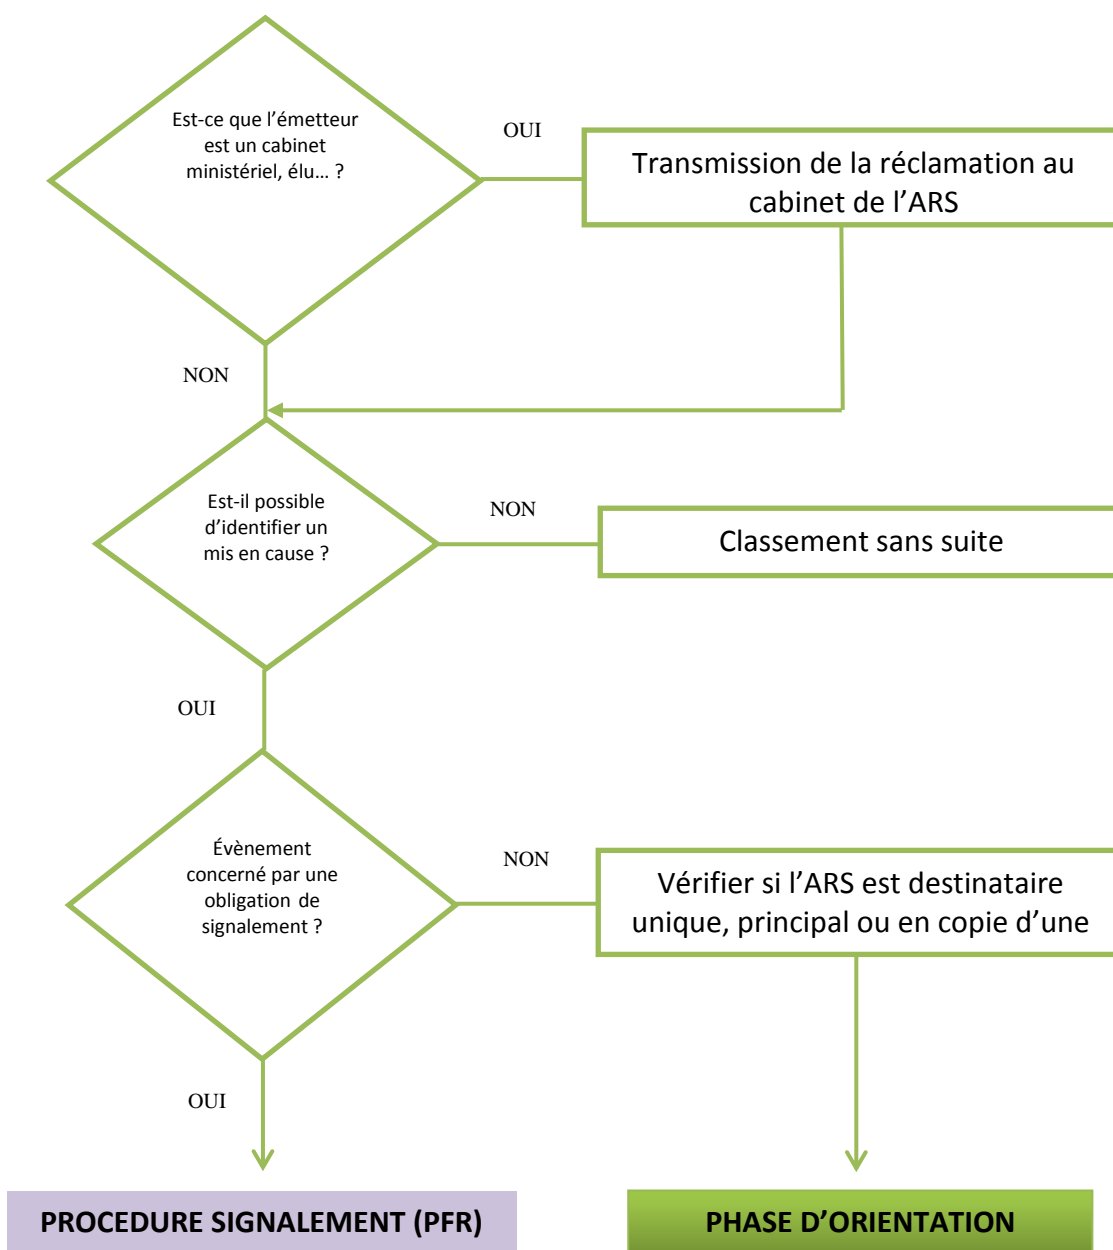 Est-ce que l’émetteur
est un cabinet
ministériel, élu… ?
OUI
Transmission de la réclamation au
cabinet de l’ARS
NON
Est-il possible
d’identifier un
mis en cause ?
NON
Classement sans suite
OUI
Évènement
concerné par une
obligation de
signalement ?
NON
Vérifier si l’ARS est destinataire
unique, principal ou en copie d’une
OUI
PROCEDURE SIGNALEMENT (PFR)
PHASE D’ORIENTATION